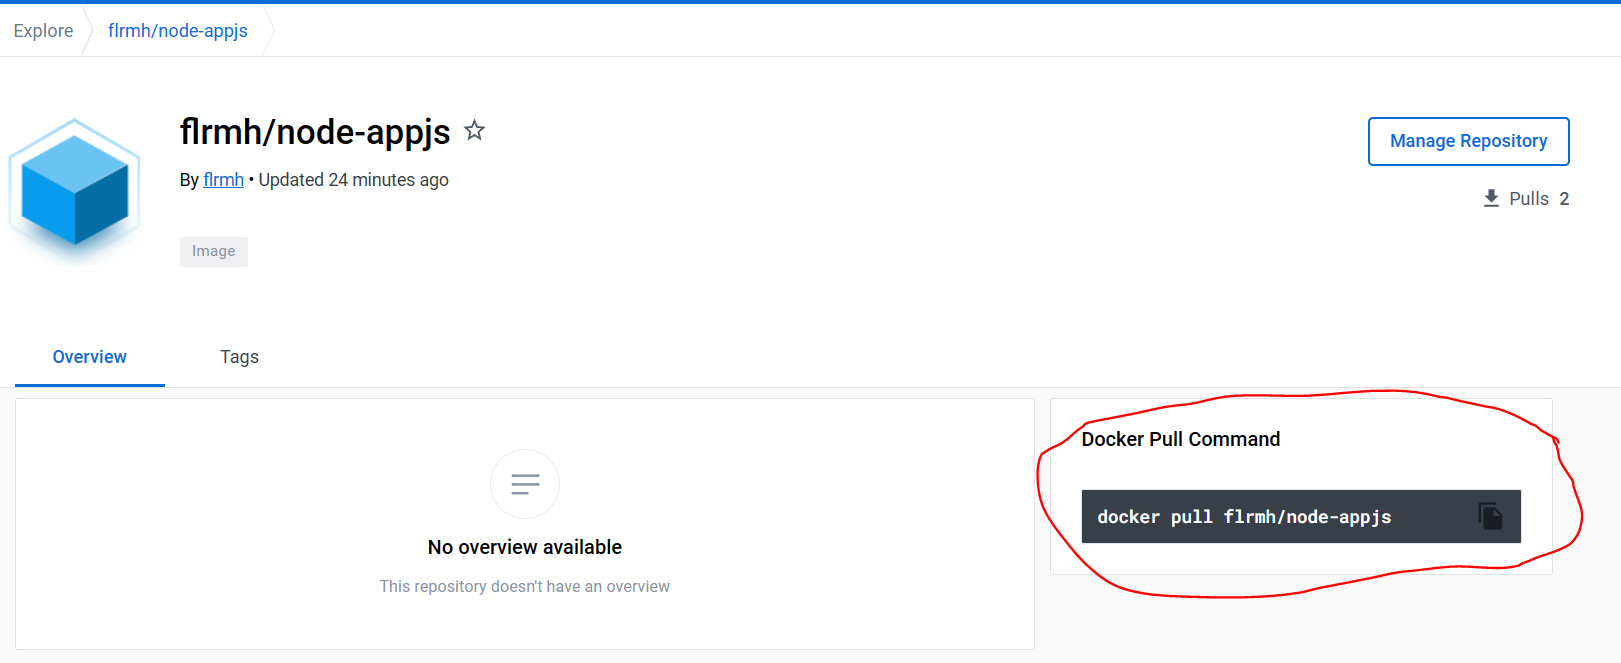 Explore flrmh/node-appjs
flrmh/node-appjs
Manage Repository
By flrmh • Updated 24 minutes ago
Pulls 2
Image
Overview Tags
Docker Pull Command
docker pull flrmh/node-appjs
No overview available
This repository doesn't have an overview